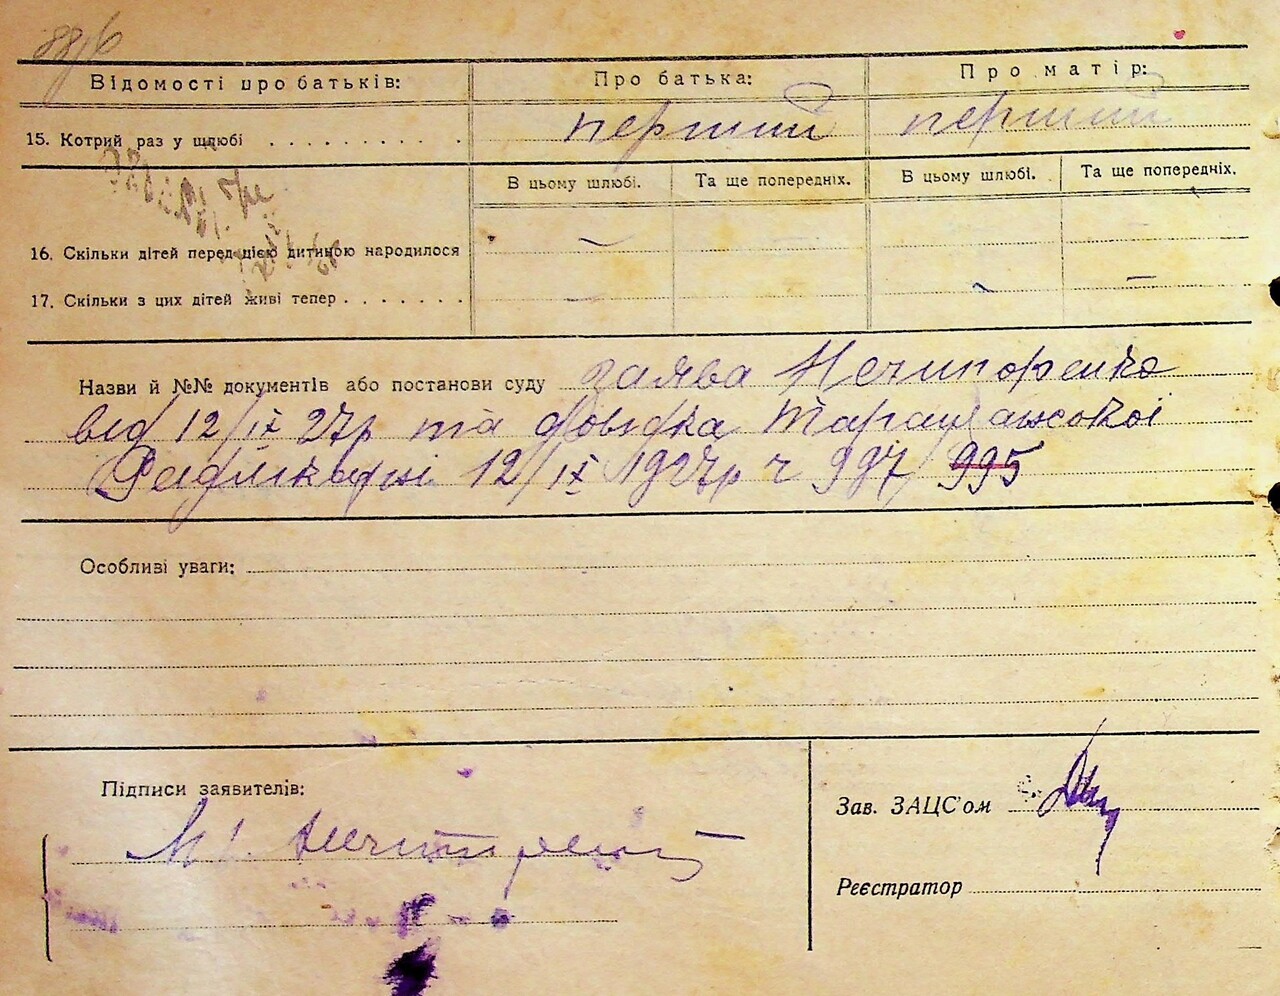 Відомості про батьків: Про батька: Про матір:
15. Котрий раз у шлюбі . . . . . . . . . . перший перший
В цьому шлюбі. Та ще попередніх. В цьому шлюбі. Та ще попередніх.
16. Скільки дітей перед цією дитиною народилося — —
17. Скільки з цих дітей живі тепер . . . . . . . — — —
Назви й №№ документів або постанови суду заява Нечипоренко
від 12/IX 27р та довідка Таращанської
12/IX 1927р ч 997/995
Особливі уваги:
Підписи заявителів:
Зав. ЗАЦС'ом
М. Нечипоренко
Реєстратор